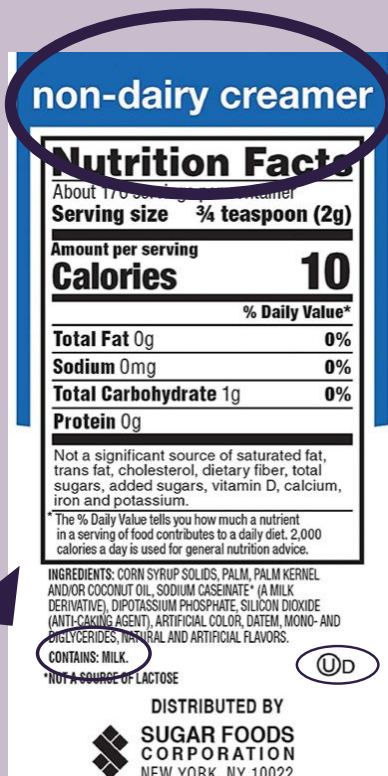 non-dairy creamer
Nutrition Facts
About 170 servings per container
Serving size ¾ teaspoon (2g)
Amount per serving
Calories 10
% Daily Value*
Total Fat 0g 0%
Sodium 0mg 0%
Total Carbohydrate 1g 0%
Protein 0g
Not a significant source of saturated fat,
trans fat, cholesterol, dietary fiber, total
sugars, added sugars, vitamin D, calcium,
iron and potassium.
* The % Daily Value tells you how much a nutrient
in a serving of food contributes to a daily diet. 2,000
calories a day is used for general nutrition advice.
INGREDIENTS: CORN SYRUP SOLIDS, PALM, PALM KERNEL
AND/OR COCONUT OIL, SODIUM CASEINATE* (A MILK
DERIVATIVE), DIPOTASSIUM PHOSPHATE, SILICON DIOXIDE
(ANTI-CAKING AGENT), ARTIFICIAL COLOR, DATEM, MONO- AND
DIGLYCERIDES, NATURAL AND ARTIFICIAL FLAVORS.
CONTAINS: MILK.
ⓊD
*NOT A SOURCE OF LACTOSE
DISTRIBUTED BY
SUGAR FOODS
CORPORATION
NEW YORK, NY 10022